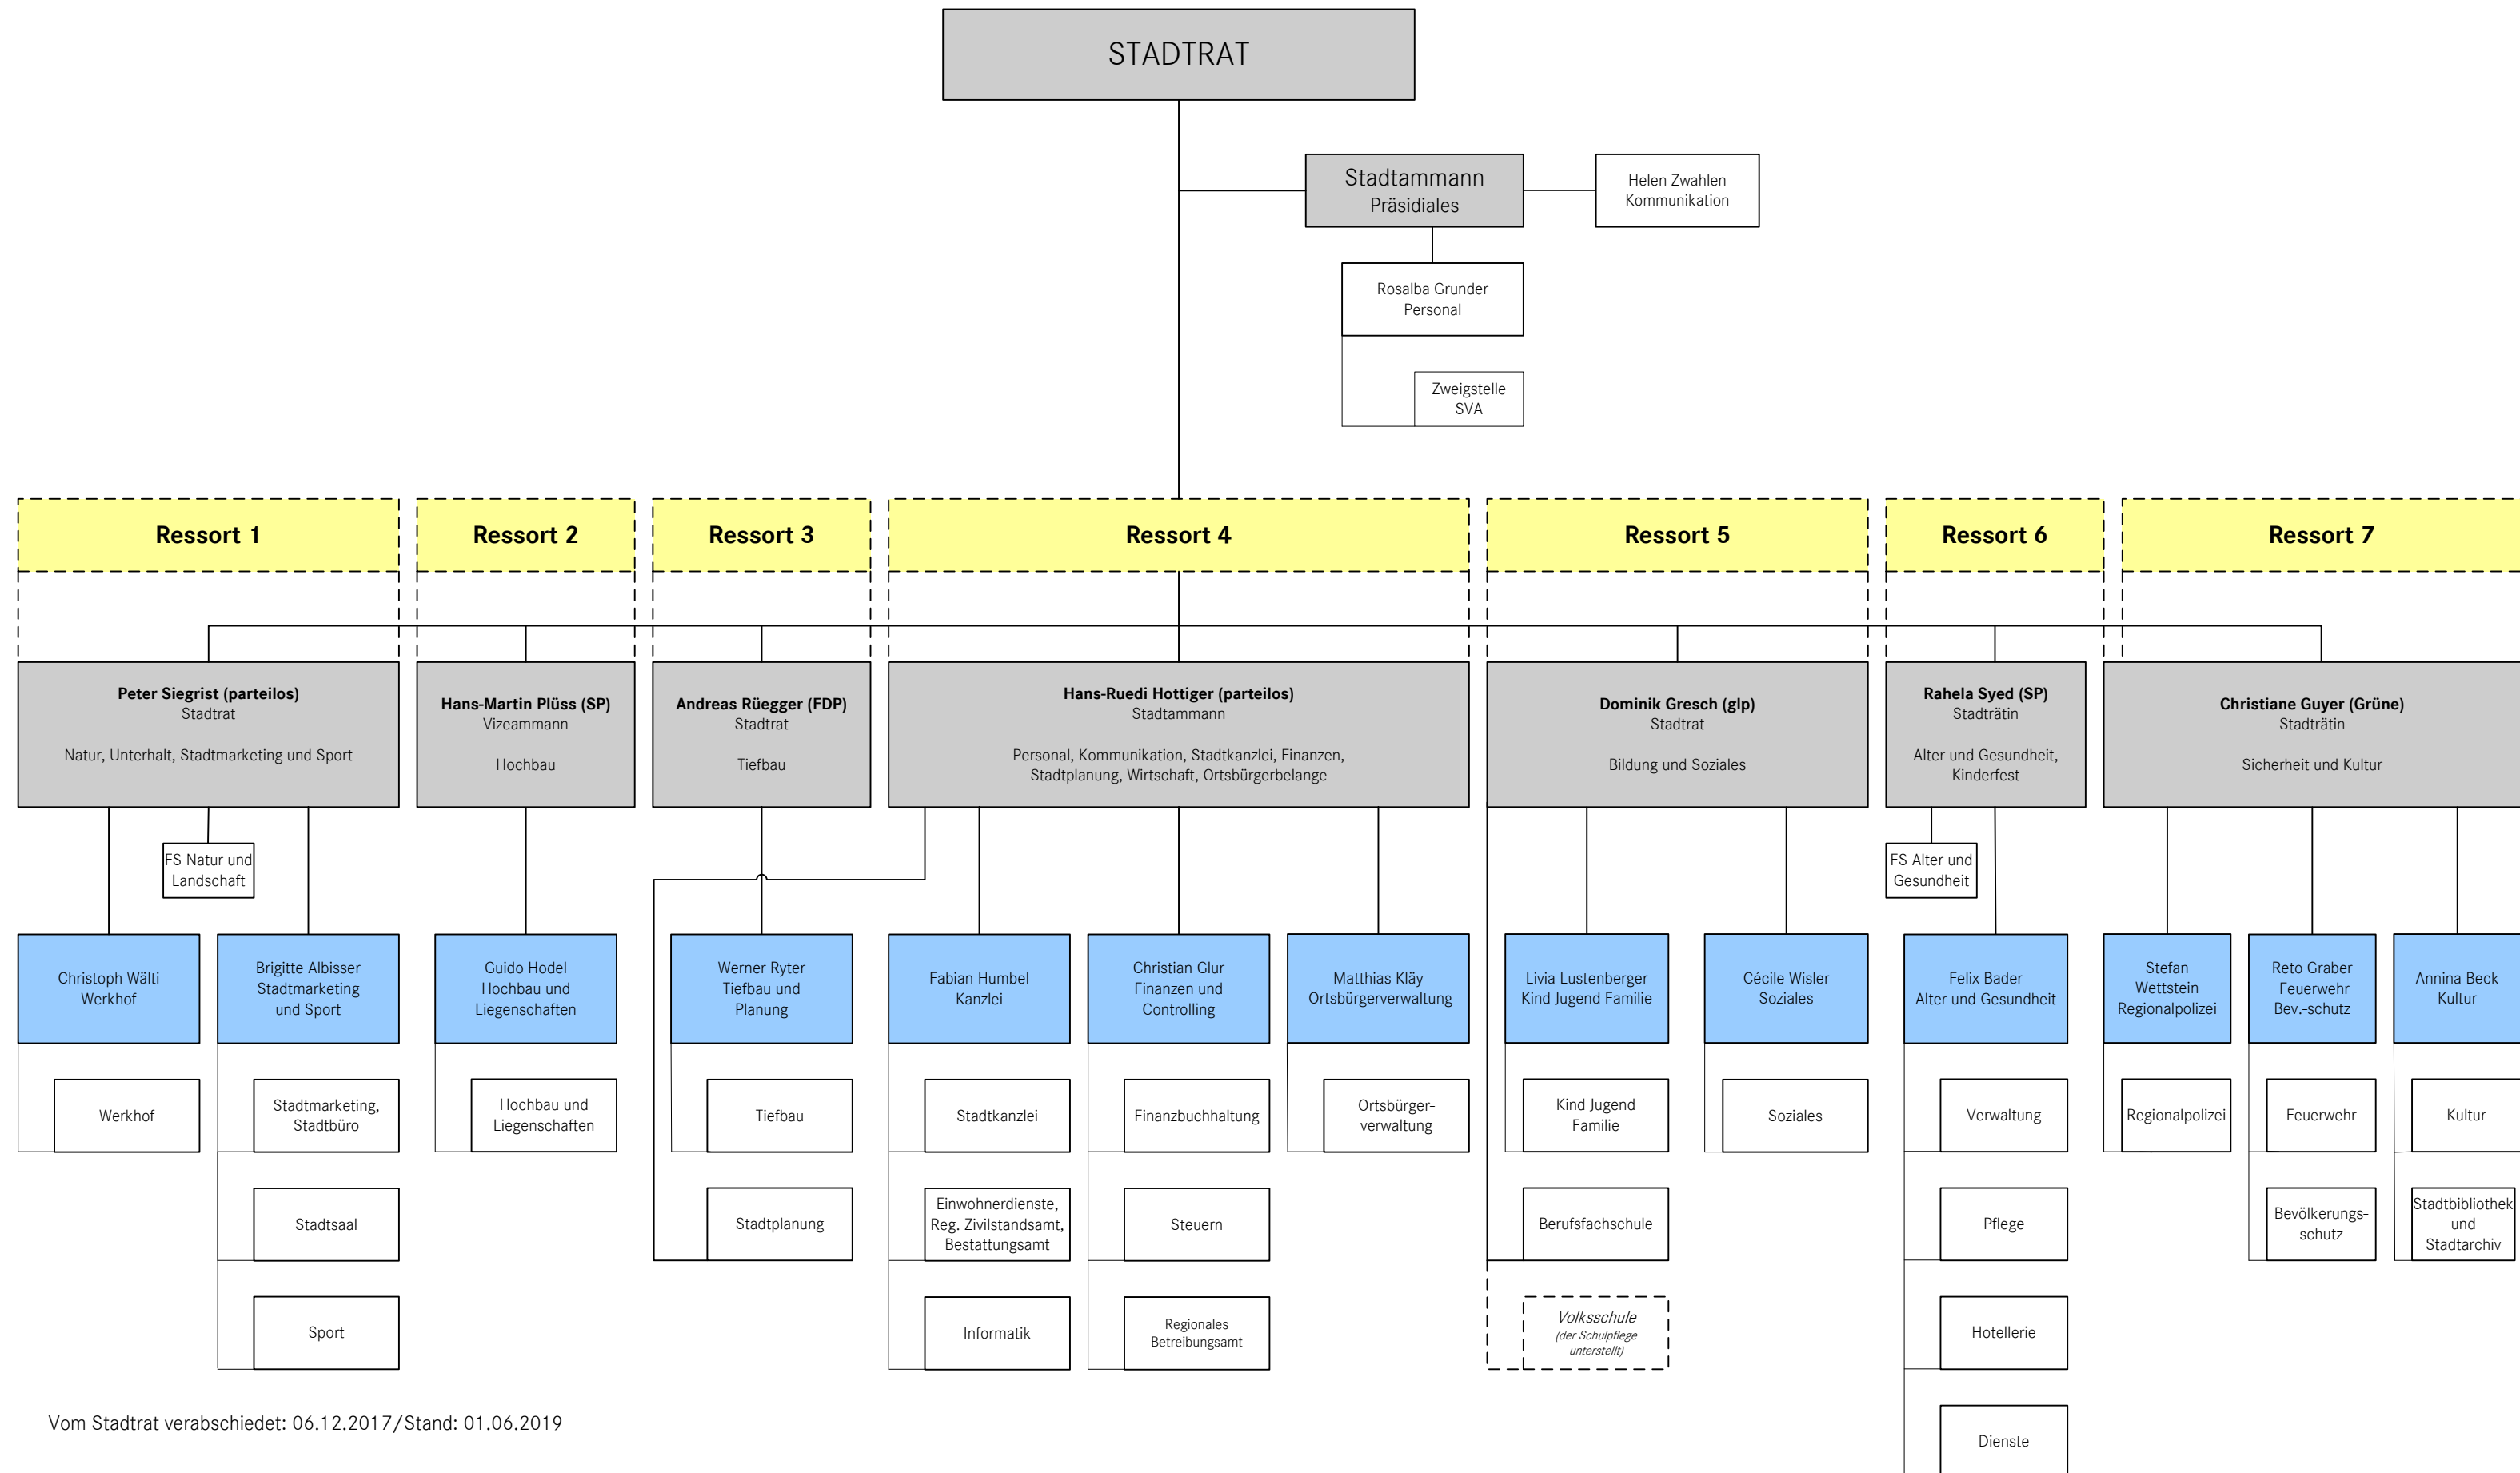 STADTRAT
Stadtammann
Präsidiales
Helen Zwahlen
Kommunikation
Rosalba Grunder
Personal
Zweigstelle
SVA
Ressort 1
Ressort 2
Ressort 3
Ressort 4
Ressort 5
Ressort 6
Ressort 7
Peter Siegrist (parteilos)
Stadtrat
Natur, Unterhalt, Stadtmarketing und Sport
Hans-Martin Plüss (SP)
Vizeammann
Hochbau
Andreas Rüegger (FDP)
Stadtrat
Tiefbau
Hans-Ruedi Hottiger (parteilos)
Stadtammann
Personal, Kommunikation, Stadtkanzlei, Finanzen,
Stadtplanung, Wirtschaft, Ortsbürgerbelange
Dominik Gresch (glp)
Stadtrat
Bildung und Soziales
Rahela Syed (SP)
Stadträtin
Alter und Gesundheit,
Kinderfest
Christiane Guyer (Grüne)
Stadträtin
Sicherheit und Kultur
FS Natur und
Landschaft
FS Alter und
Gesundheit
Christoph Wälti
Werkhof
Brigitte Albisser
Stadtmarketing
und Sport
Guido Hodel
Hochbau und
Liegenschaften
Werner Ryter
Tiefbau und
Planung
Fabian Humbel
Kanzlei
Christian Glur
Finanzen und
Controlling
Matthias Kläy
Ortsbürgerverwaltung
Livia Lustenberger
Kind Jugend Familie
Cécile Wisler
Soziales
Felix Bader
Alter und Gesundheit
Stefan
Wettstein
Regionalpolizei
Reto Graber
Feuerwehr
Bev.-schutz
Annina Beck
Kultur
Werkhof
Stadtmarketing,
Stadtbüro
Hochbau und
Liegenschaften
Tiefbau
Stadtkanzlei
Finanzbuchhaltung
Ortsbürger-
verwaltung
Kind Jugend
Familie
Soziales
Verwaltung
Regionalpolizei
Feuerwehr
Kultur
Stadtsaal
Stadtplanung
Einwohnerdienste,
Reg. Zivilstandsamt,
Bestattungsamt
Steuern
Berufsfachschule
Pflege
Bevölkerungs-
schutz
Stadtbibliothek
und
Stadtarchiv
Sport
Informatik
Regionales
Betreibungsamt
Volksschule
(der Schulpflege
unterstellt)
Hotellerie
Dienste
Vom Stadtrat verabschiedet: 06.12.2017/Stand: 01.06.2019